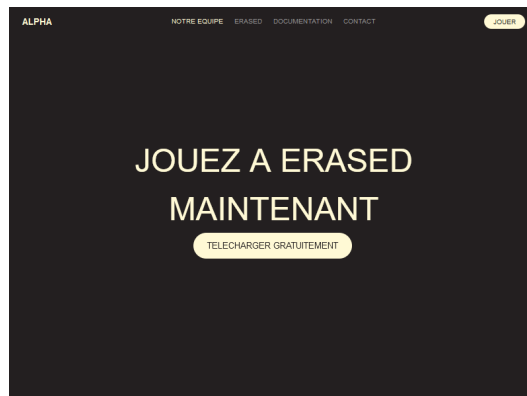 ALPHA
NOTRE EQUIPE ERASED DOCUMENTATION CONTACT
JOUER
JOUEZ A ERASED
MAINTENANT
TELECHARGER GRATUITEMENT